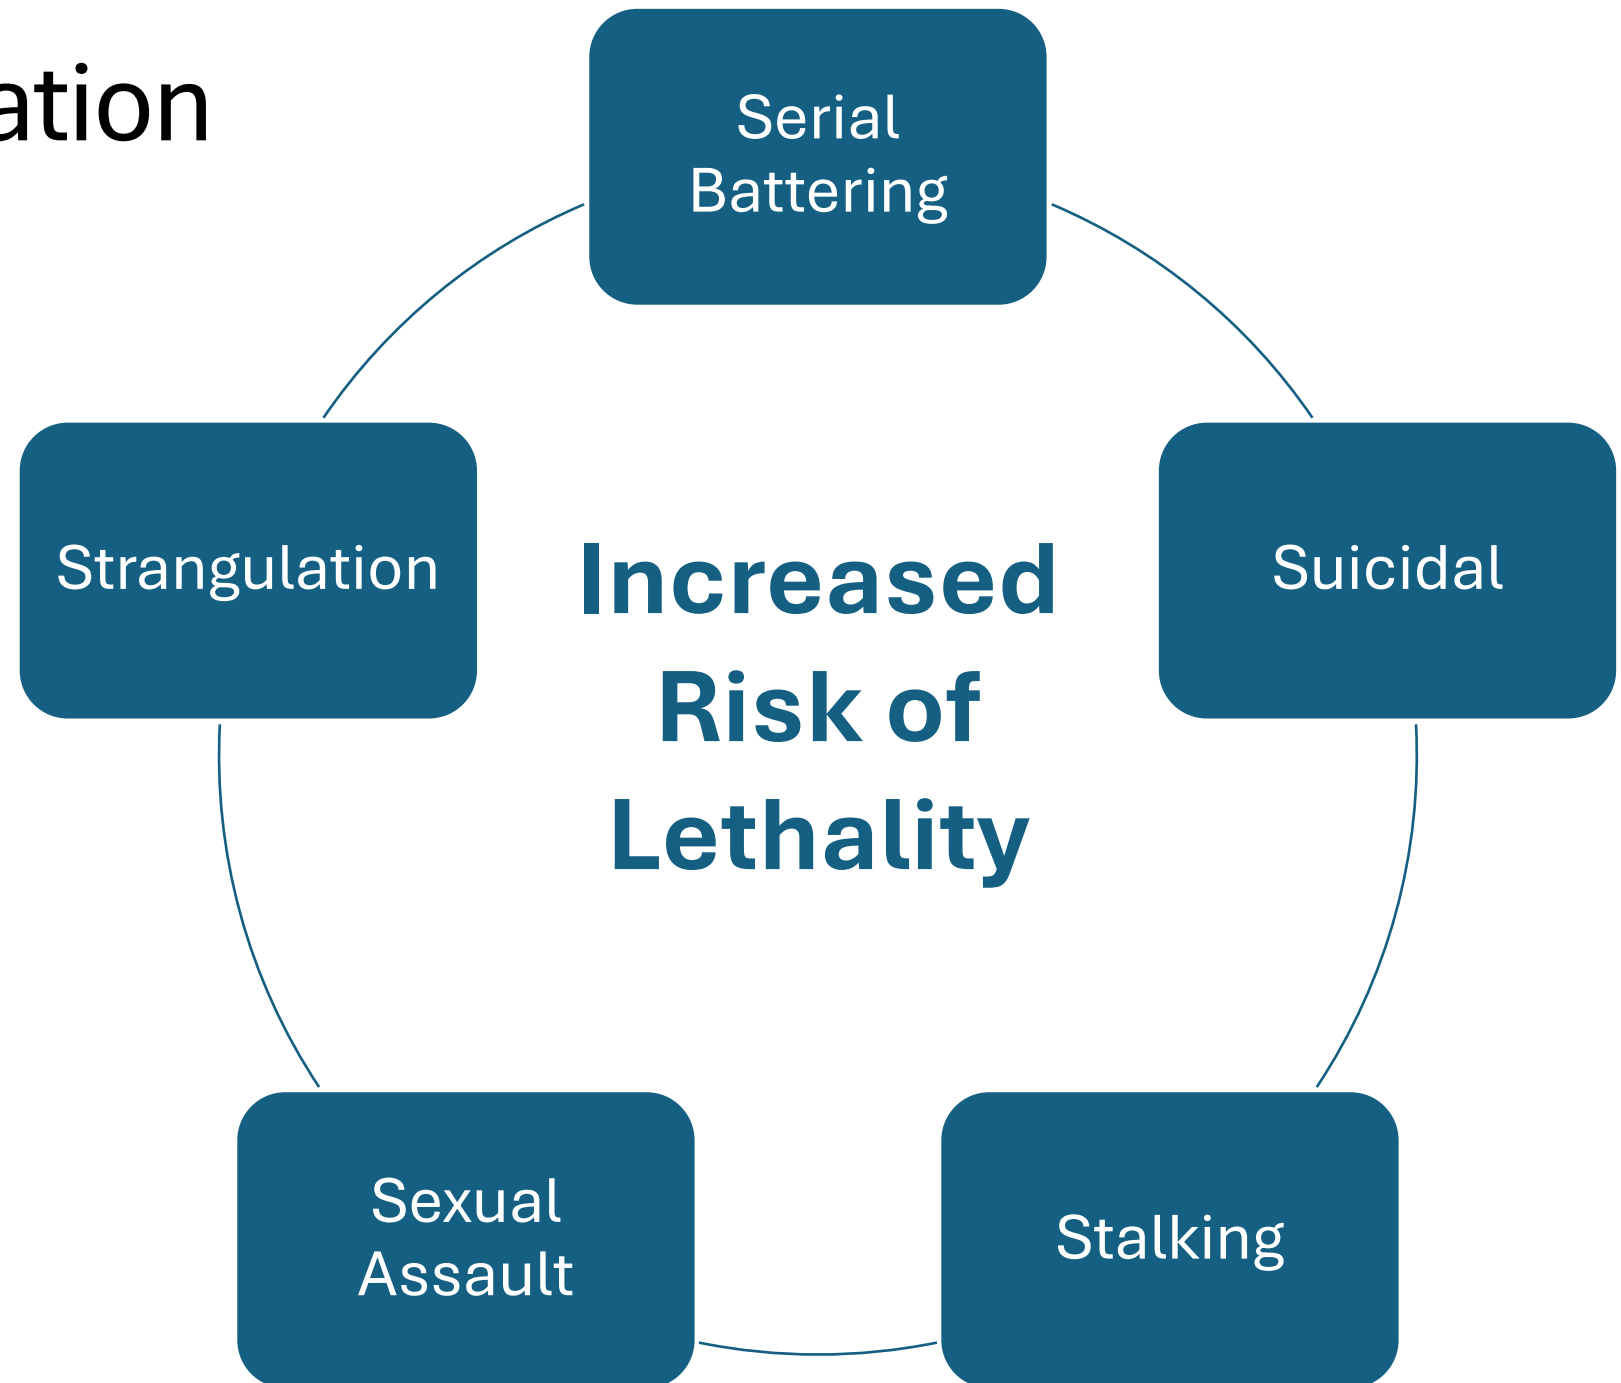 ation
Serial
Battering
Strangulation
Suicidal
Increased
Risk of
Lethality
Sexual
Assault
Stalking